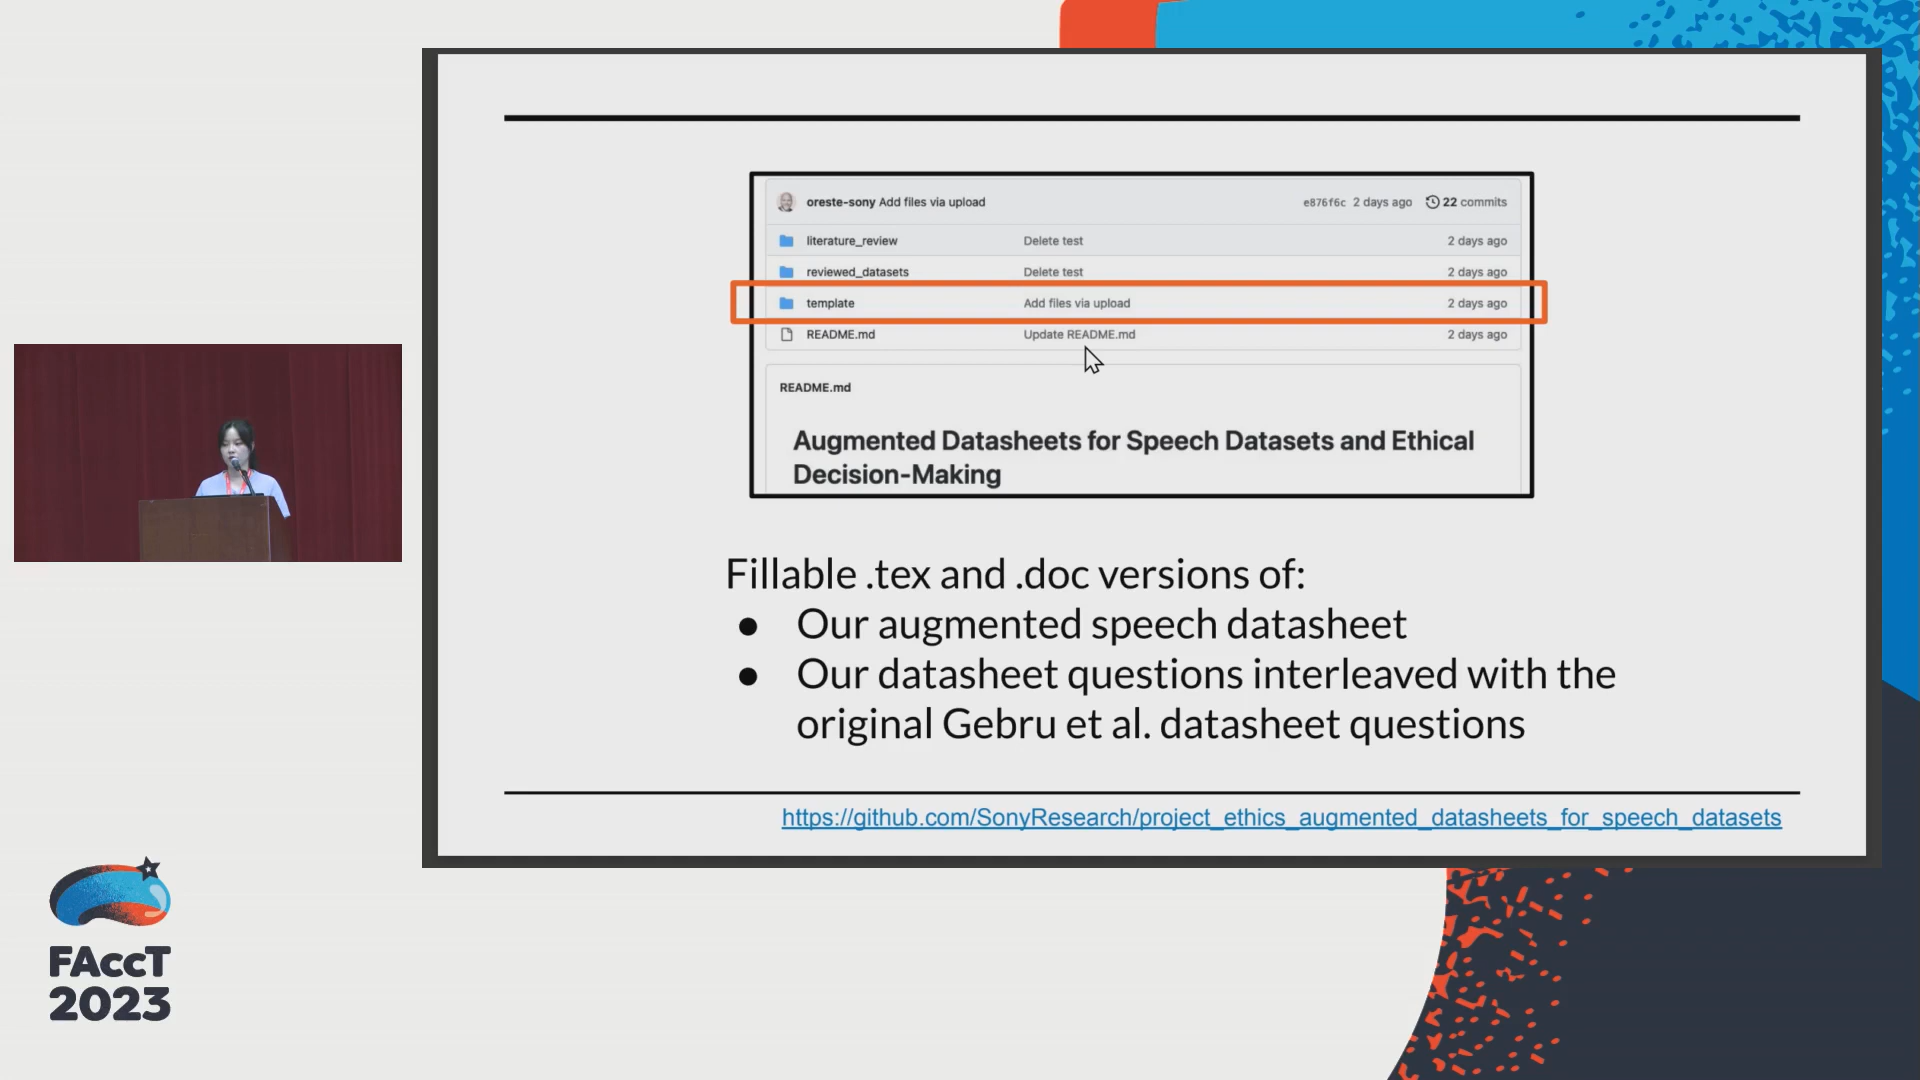 oreste-sony Add files via upload e876f6c 2 days ago 22 commits
literature_review Delete test 2 days ago
reviewed_datasets Delete test 2 days ago
template Add files via upload 2 days ago
README.md Update README.md 2 days ago
README.md
Augmented Datasheets for Speech Datasets and Ethical
Decision-Making
Fillable .tex and .doc versions of:
● Our augmented speech datasheet
● Our datasheet questions interleaved with the
original Gebru et al. datasheet questions
https://github.com/SonyResearch/project_ethics_augmented_datasheets_for_speech_datasets
FAccT
2023